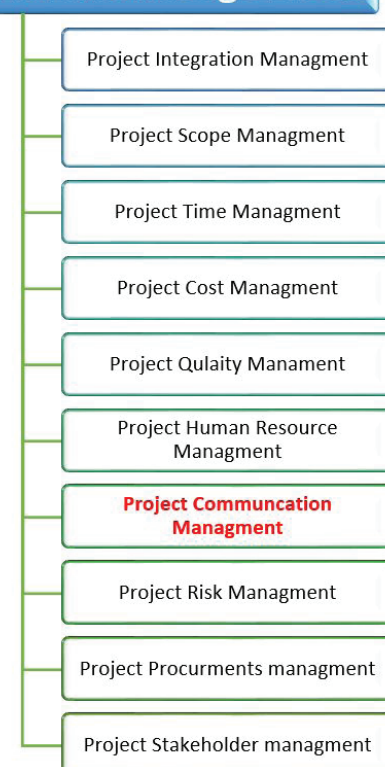 Project Integration Managment
Project Scope Managment
Project Time Managment
Project Cost Managment
Project Qulaity Manament
Project Human Resource
Managment
Project Communcation
Managment
Project Risk Managment
Project Procurments managment
Project Stakeholder managment